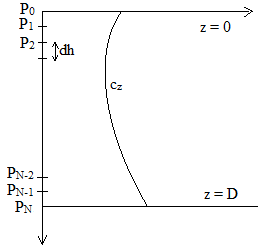 P0
z = 0
P1
P2
dh
cz
PN-2
z = D
PN-1
PN